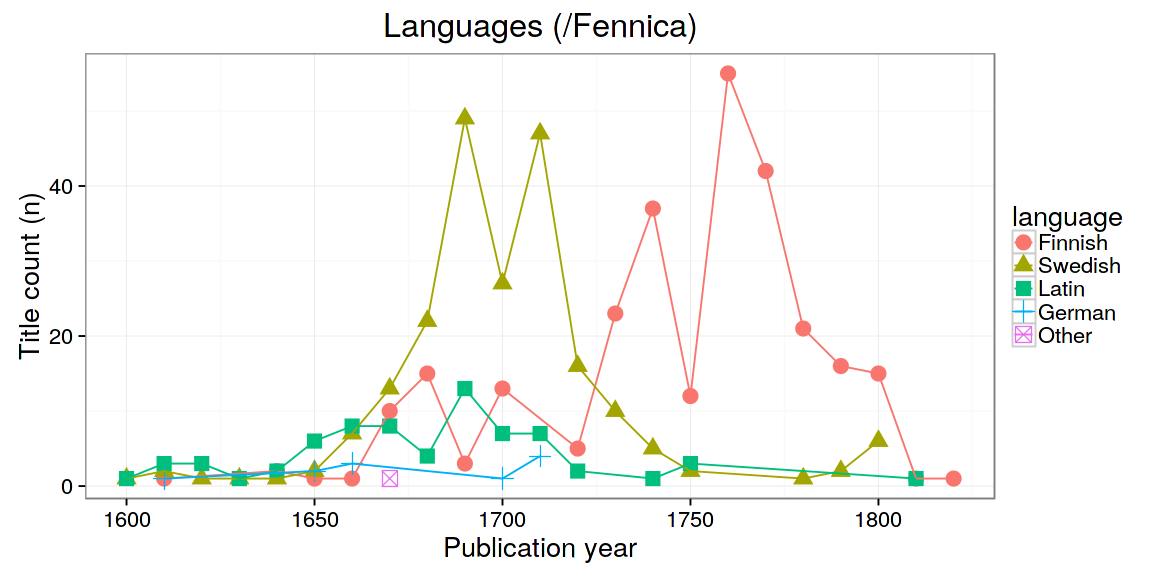 Languages (/Fennica)
Title count (n)
40
20
0
1600 1650 1700 1750 1800
Publication year
language
Finnish
Swedish
Latin
German
Other